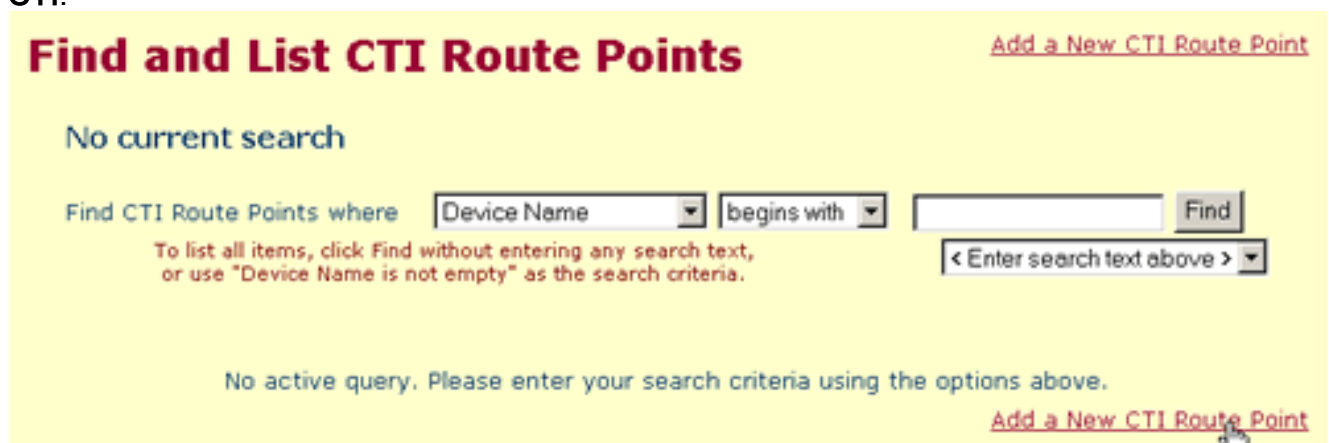 Find and List CTI Route Points
Add a New CTI Route Point
No current search
Find CTI Route Points where Device Name begins with Find
To list all items, click Find without entering any search text,
or use "Device Name is not empty" as the search criteria.
< Enter search text above >
No active query. Please enter your search criteria using the options above.
Add a New CTI Route Point